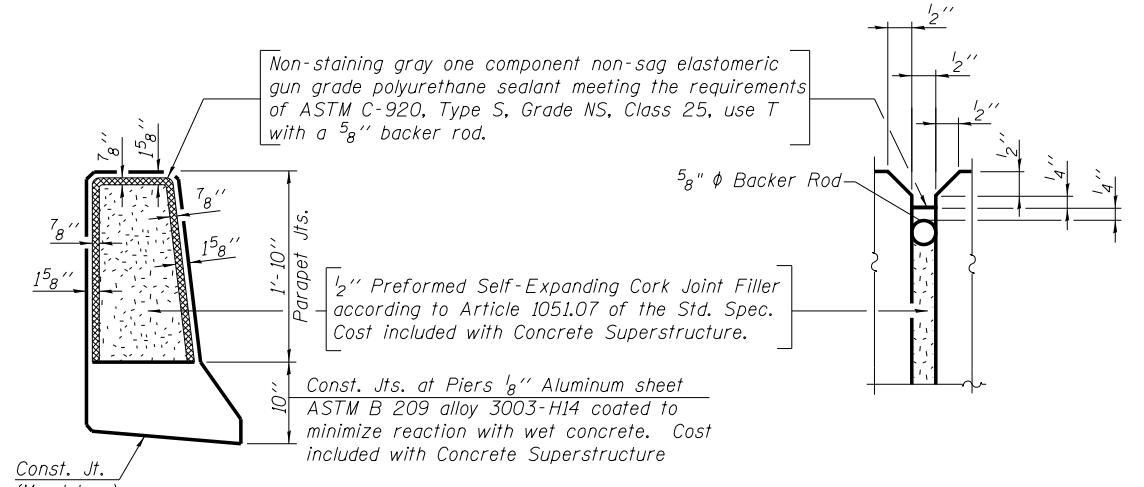 1/2''
Non-staining gray one component non-sag elastomeric
gun grade polyurethane sealant meeting the requirements
of ASTM C-920, Type S, Grade NS, Class 25, use T
with a 5/8'' backer rod.
1/2''
1/2''
1/2''
1/4''
1/4''
7/8''
1 5/8''
5/8" φ Backer Rod
7/8''
7/8''
1 5/8''
1 5/8''
1'-10''
Parapet Jts.
1/2'' Preformed Self-Expanding Cork Joint Filler
according to Article 1051.07 of the Std. Spec.
Cost included with Concrete Superstructure.
10''
Const. Jts. at Piers 1/8'' Aluminum sheet
ASTM B 209 alloy 3003-H14 coated to
minimize reaction with wet concrete. Cost
included with Concrete Superstructure
Const. Jt.